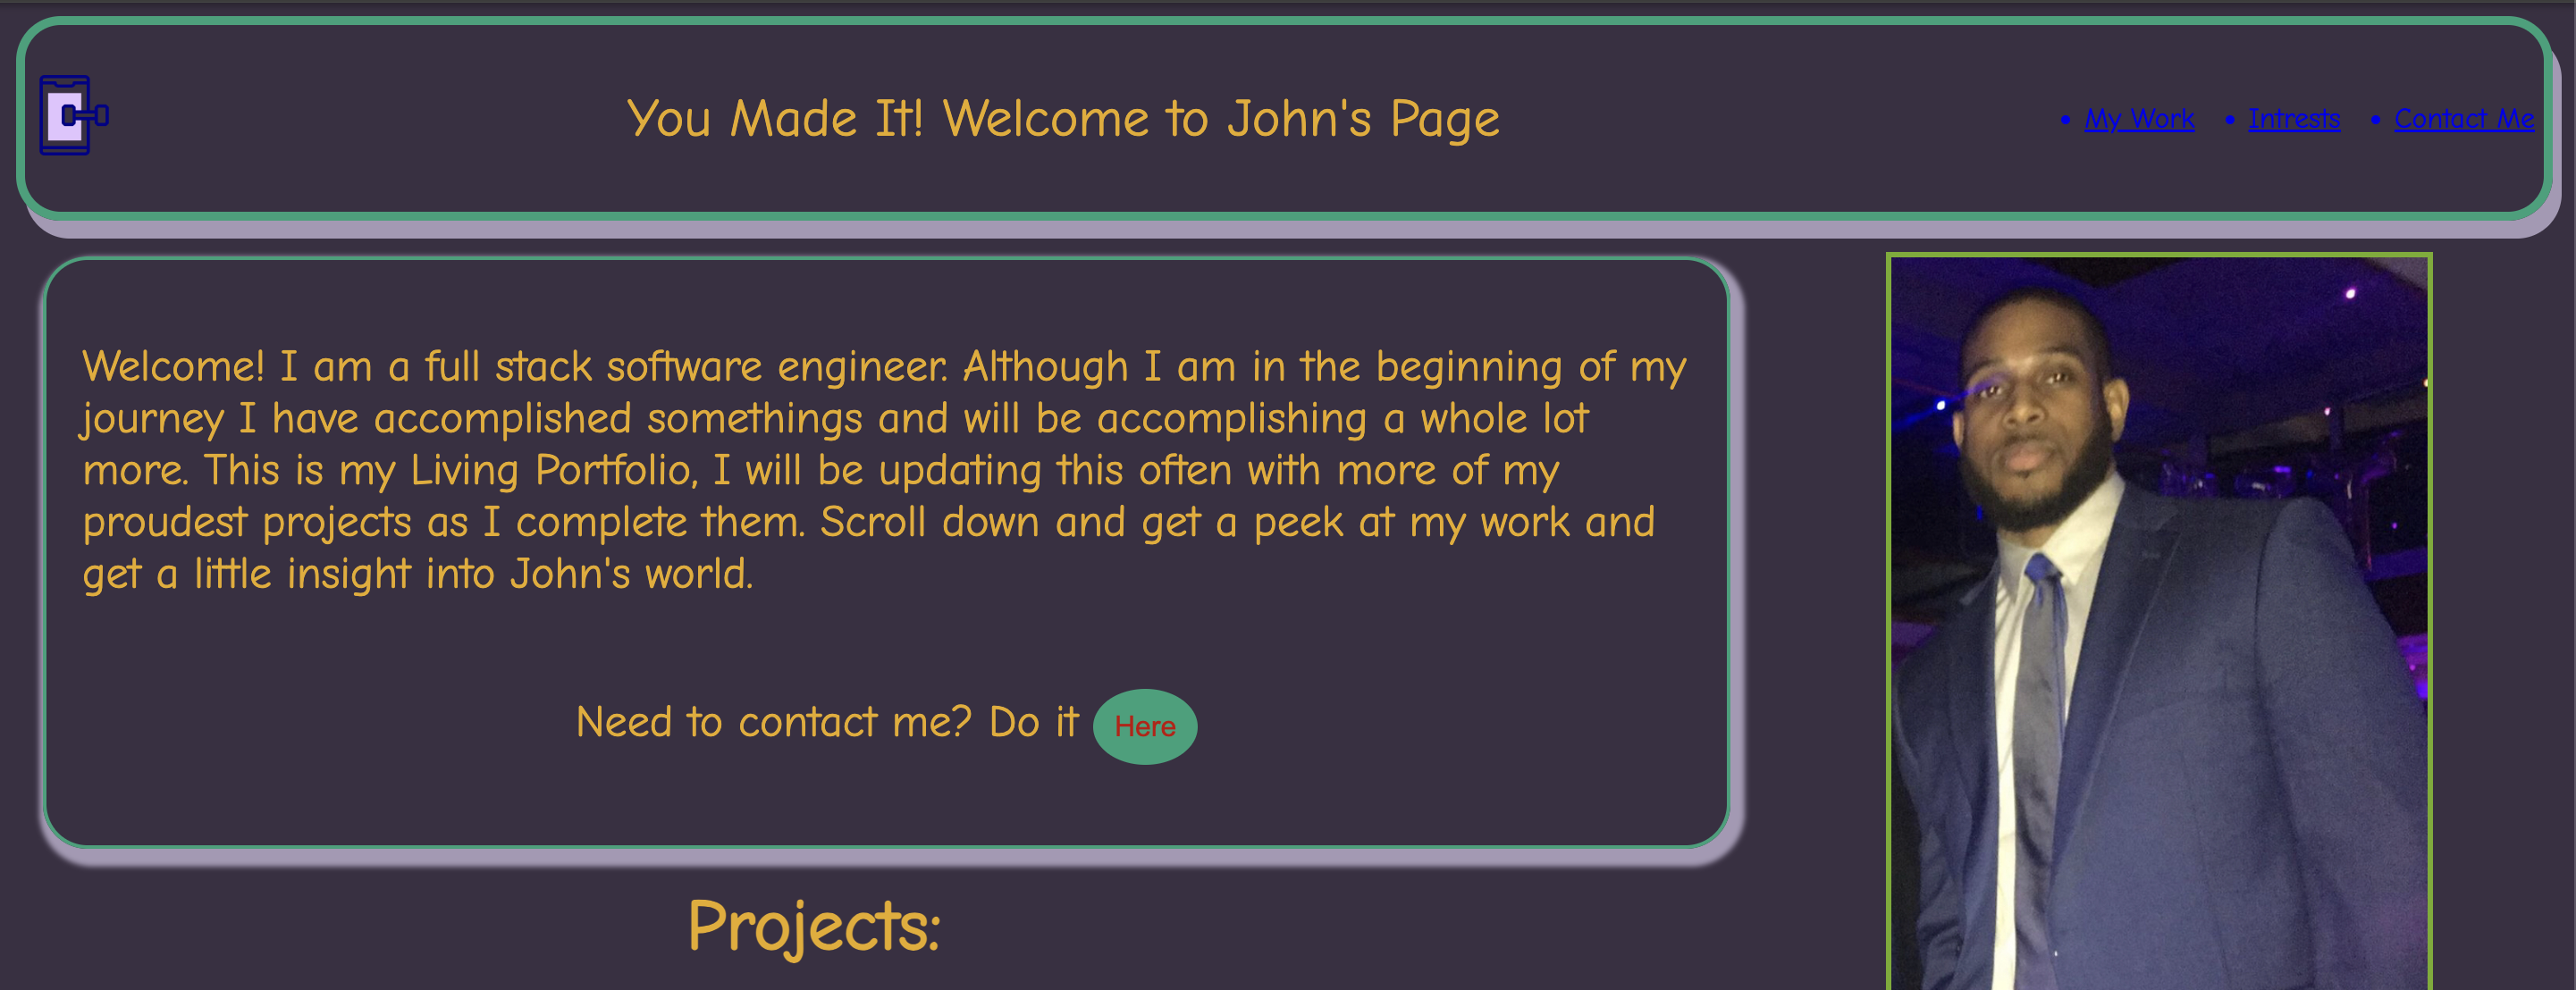 You Made It! Welcome to John's Page
My Work
Intrests
Contact Me
Welcome! I am a full stack software engineer. Although I am in the beginning of my
journey I have accomplished somethings and will be accomplishing a whole lot
more. This is my Living Portfolio, I will be updating this often with more of my
proudest projects as I complete them. Scroll down and get a peek at my work and
get a little insight into John's world.
Need to contact me? Do it Here
Projects: